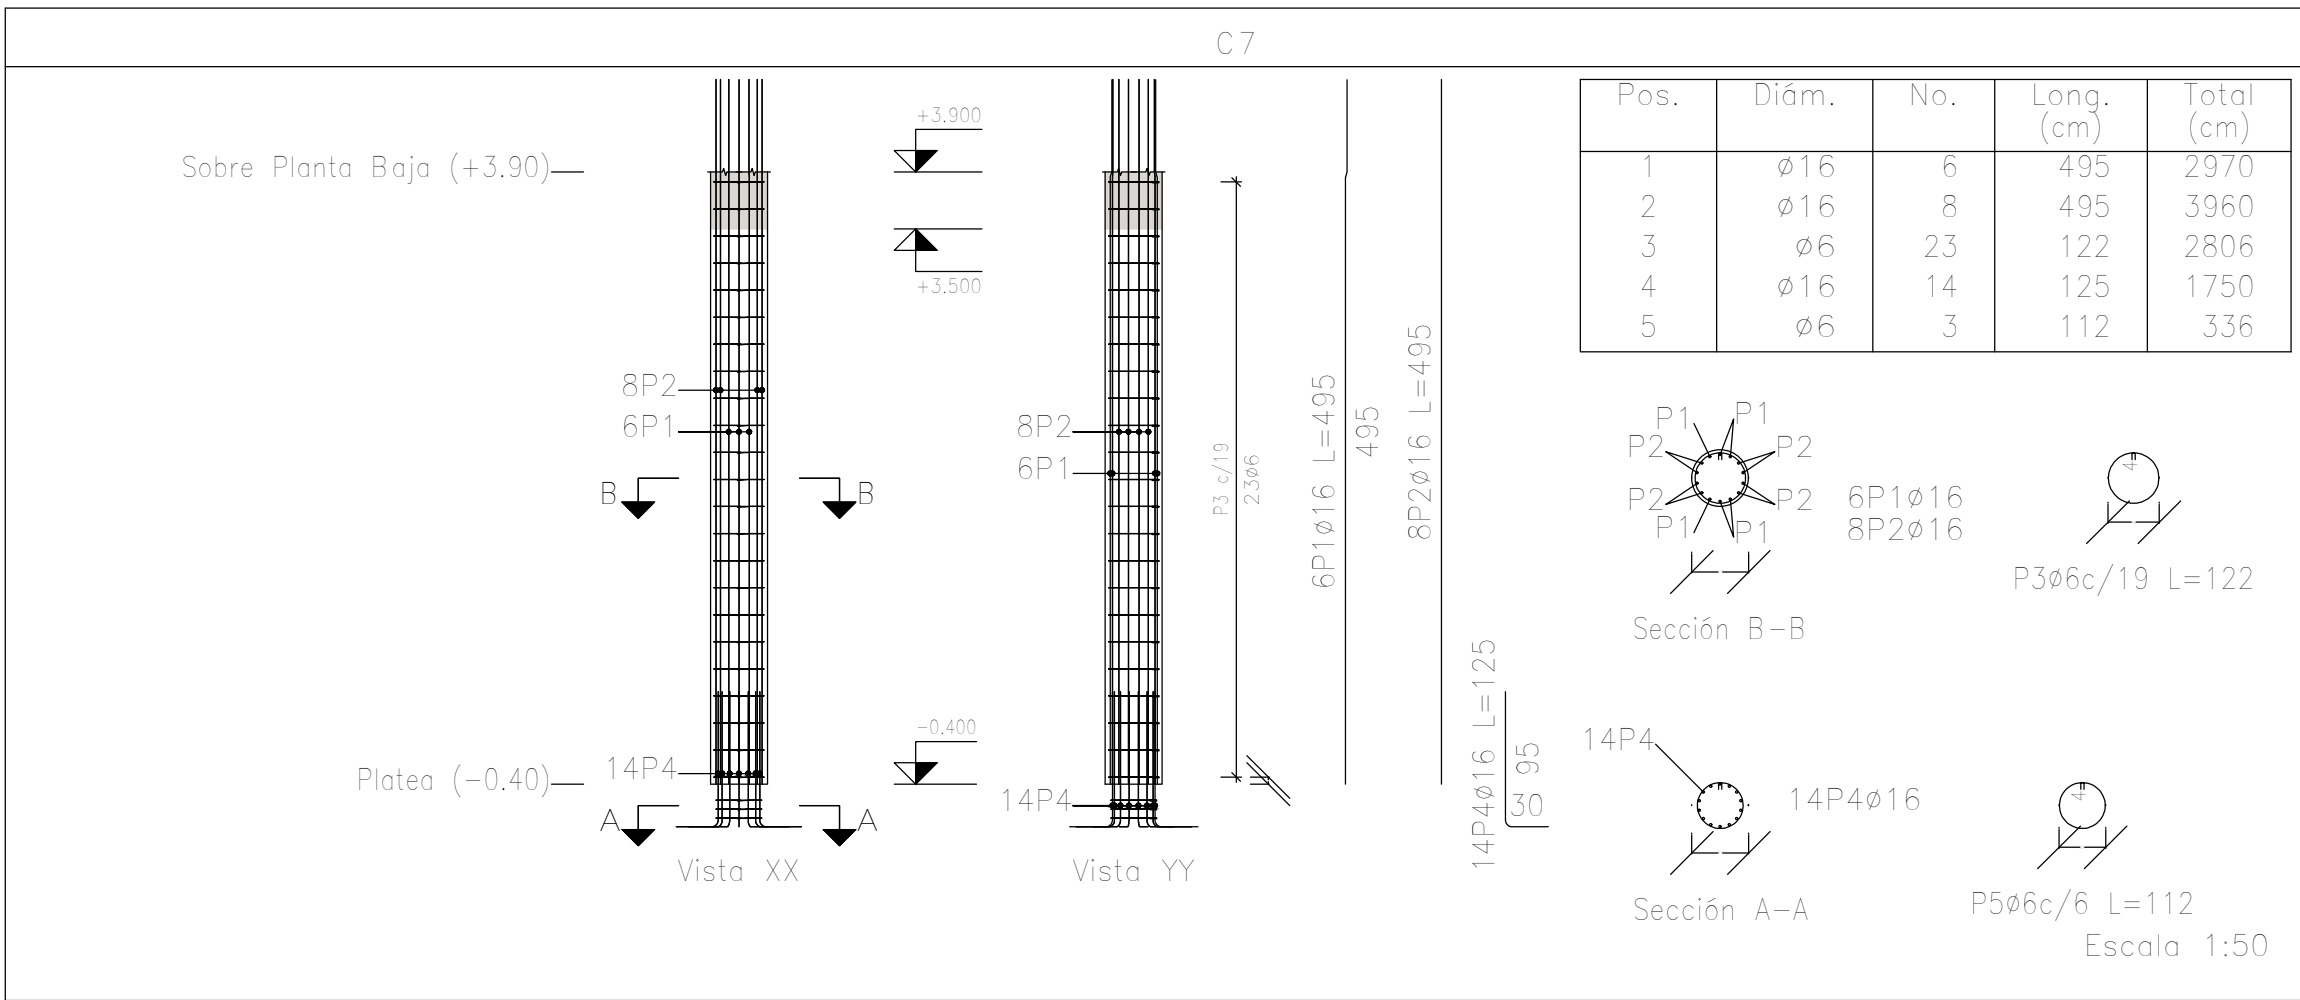 C7
Sobre Planta Baja (+3.90)
+3.900
+3.500
8P2
6P1
B
B
14P4
Platea (-0.40)
-0.400
A
A
Vista XX
8P2
6P1
14P4
Vista YY
P3 c/19
23ø6
6P1ø16 L=495
495
8P2ø16 L=495
14P4ø16 L=125
95
30
Pos. Diám. No. Long. (cm) Total (cm)
1 ø16 6 495 2970
2 ø16 8 495 3960
3 ø6 23 122 2806
4 ø16 14 125 1750
5 ø6 3 112 336
P1 P1
P2 P2
P2 P2
P1 P1
6P1ø16
8P2ø16
Sección B-B
4
P3ø6c/19 L=122
14P4
14P4ø16
Sección A-A
4
P5ø6c/6 L=112
Escala 1:50